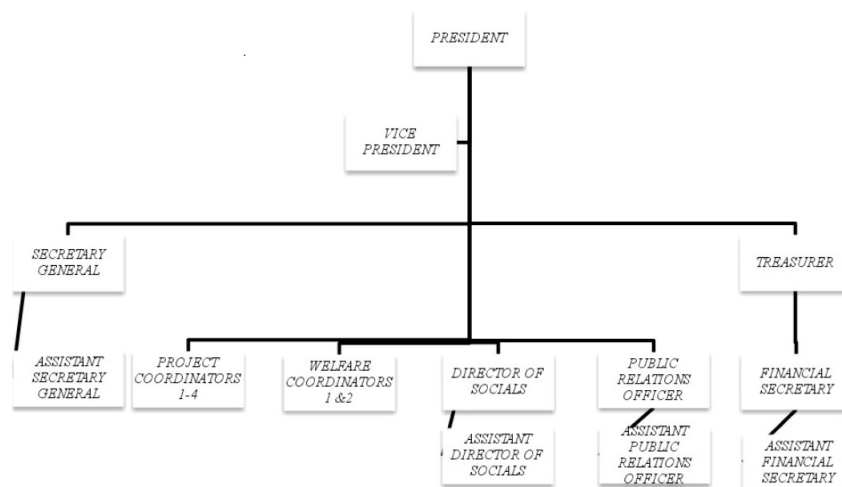 PRESIDENT
VICE
PRESIDENT
SECRETARY
GENERAL
TREASURER
ASSISTANT
SECRETARY
GENERAL
PROJECT
COORDINATORS
1-4
WELFARE
COORDINATORS
1 &2
DIRECTOR OF
SOCIALS
PUBLIC
RELATIONS
OFFICER
FINANCIAL
SECRETARY
ASSISTANT
DIRECTOR OF
SOCIALS
ASSISTANT
PUBLIC
RELATIONS
OFFICER
ASSISTANT
FINANCIAL
SECRETARY